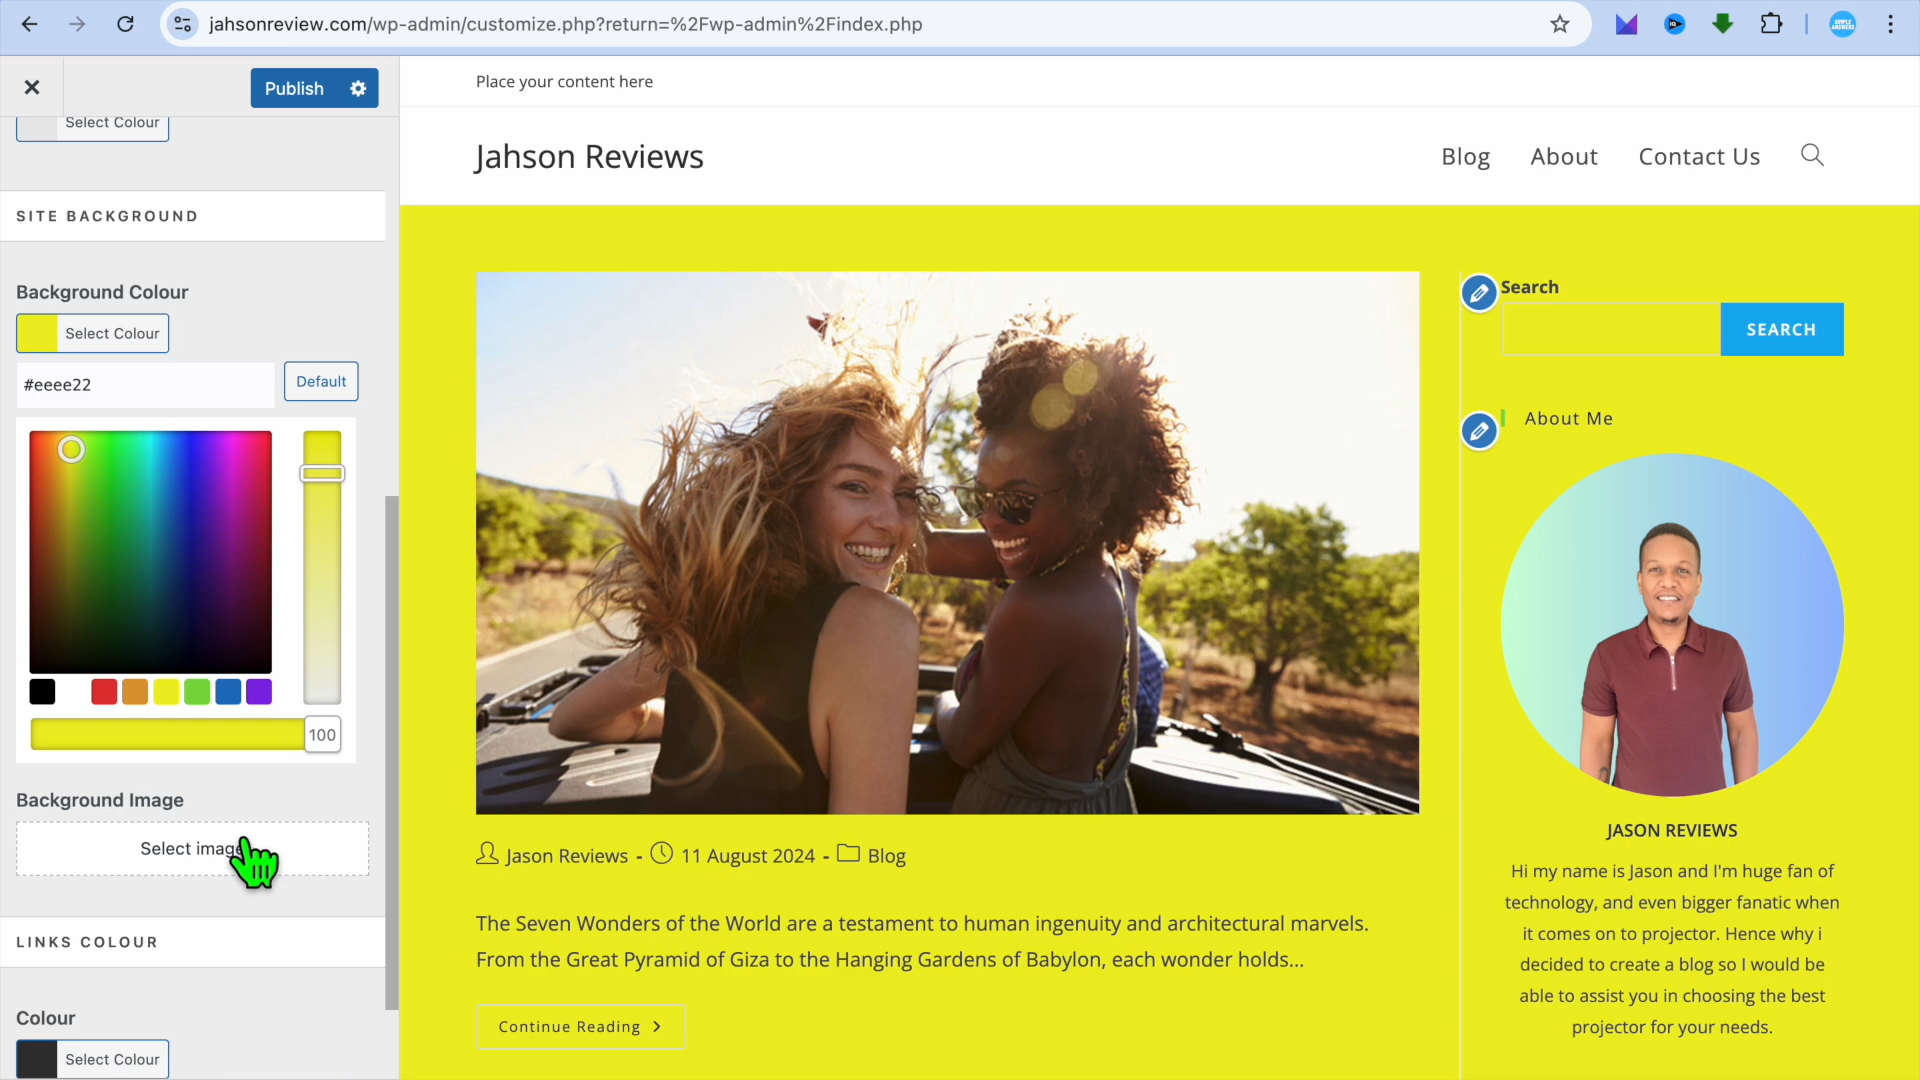 jahsonreview.com/wp-admin/customize.php?return=%2Fwp-admin%2Findex.php
SIMPLE ANSWERS
Publish
Select Colour
SITE BACKGROUND
Background Colour
Select Colour
#eeee22
Default
100
Background Image
Select image
LINKS COLOUR
Colour
Select Colour
Place your content here
Jahson Reviews
Blog
About
Contact Us
Jason Reviews - 11 August 2024 - Blog
The Seven Wonders of the World are a testament to human ingenuity and architectural marvels.
From the Great Pyramid of Giza to the Hanging Gardens of Babylon, each wonder holds...
Continue Reading
Search
SEARCH
About Me
JASON REVIEWS
Hi my name is Jason and I'm huge fan of
technology, and even bigger fanatic when
it comes on to projector. Hence why i
decided to create a blog so I would be
able to assist you in choosing the best
projector for your needs.